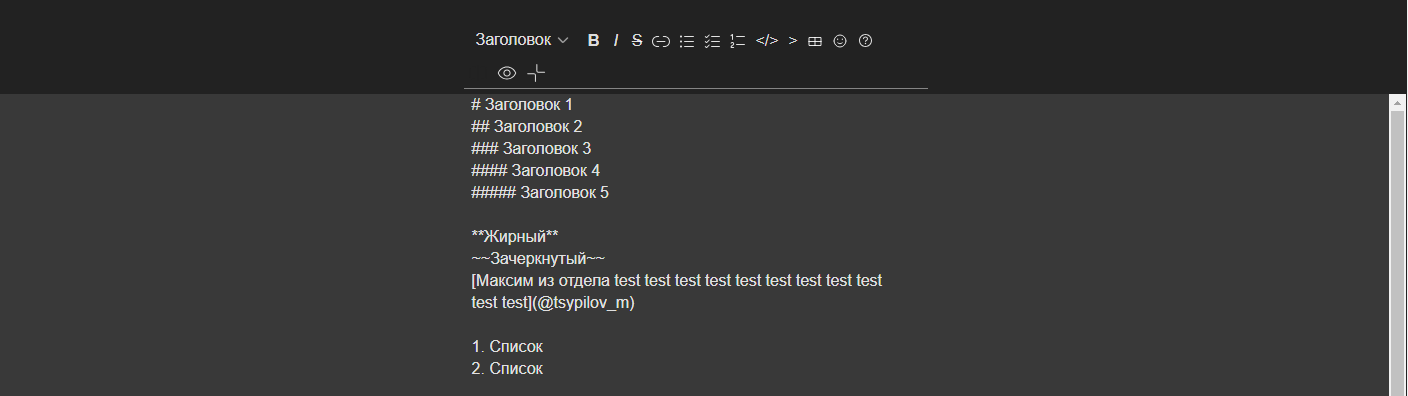 Заголовок B I S </> >
# Заголовок 1
## Заголовок 2
### Заголовок 3
#### Заголовок 4
##### Заголовок 5
**Жирный**
~~Зачеркнутый~~
[Максим из отдела test test test test test test test test test
test test](@tsypilov_m)
1. Список
2. Список